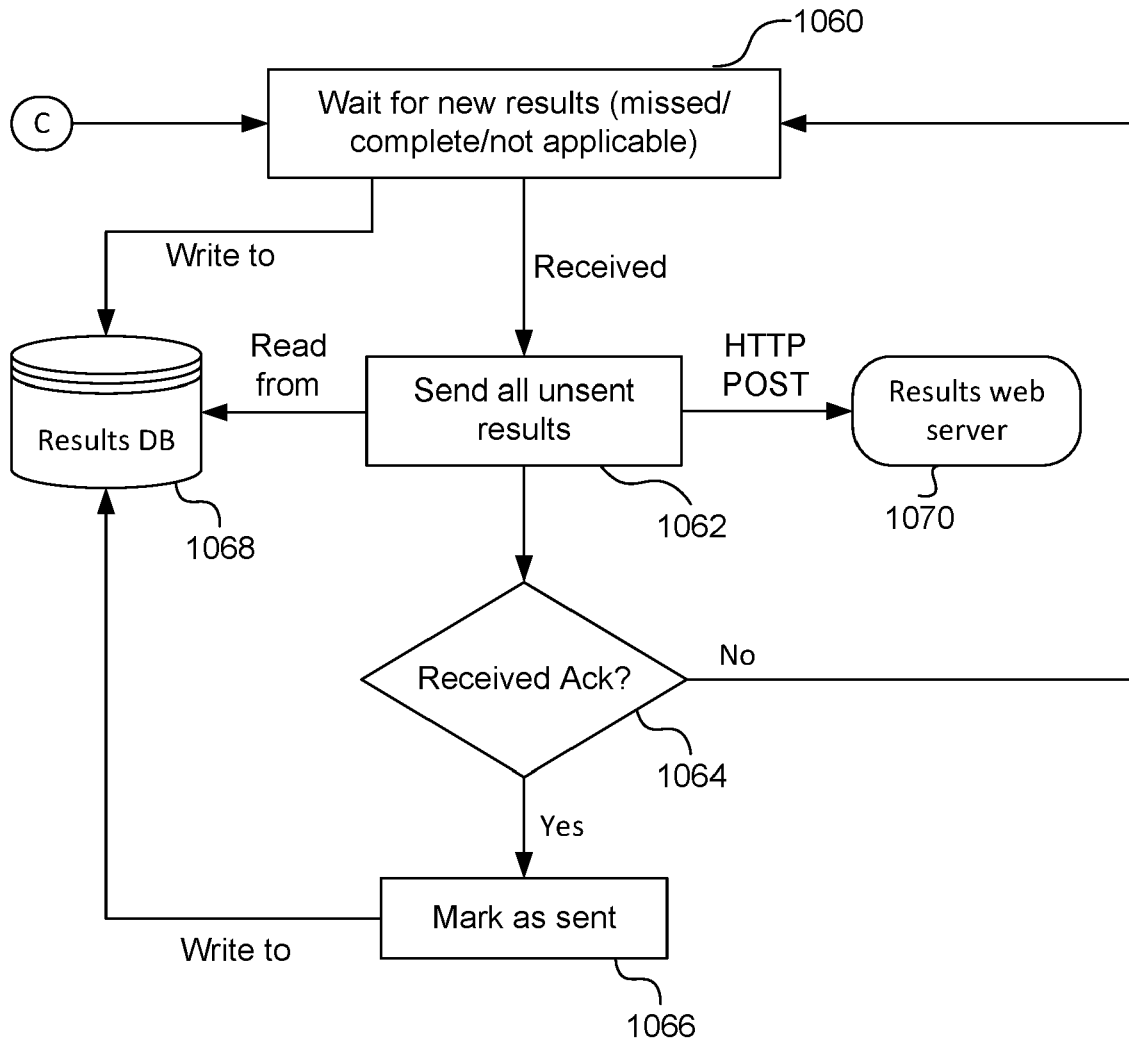 1060
Wait for new results (missed/
complete/not applicable)
C
Write to
Received
Read
from
Send all unsent
results
HTTP
POST
Results web
server
Results DB
1068
1062
1070
Received Ack?
No
1064
Yes
Mark as sent
Write to
1066